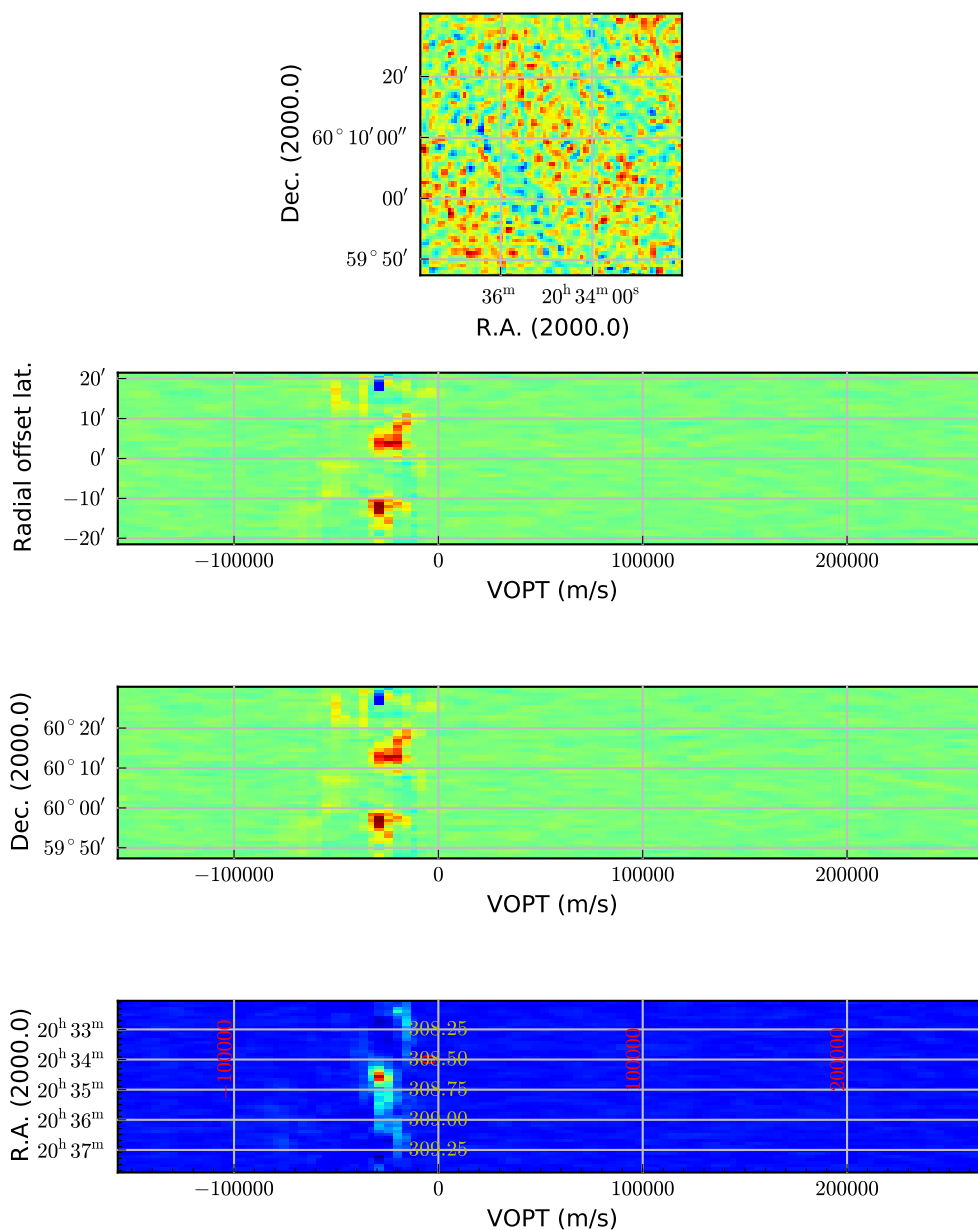 20′
60° 10′ 00″
00′
59° 50′
Dec. (2000.0)
36ᵐ 20ʰ 34ᵐ 00ˢ
R.A. (2000.0)
20′
10′
0′
−10′
−20′
Radial offset lat.
−100000 0 100000 200000
VOPT (m/s)
60° 20′
60° 10′
60° 00′
59° 50′
Dec. (2000.0)
−100000 0 100000 200000
VOPT (m/s)
20ʰ 33ᵐ
20ʰ 34ᵐ
20ʰ 35ᵐ
20ʰ 36ᵐ
20ʰ 37ᵐ
R.A. (2000.0)
308.25
308.50
308.75
309.00
309.25
−100000
0
100000
200000
−100000 0 100000 200000
VOPT (m/s)